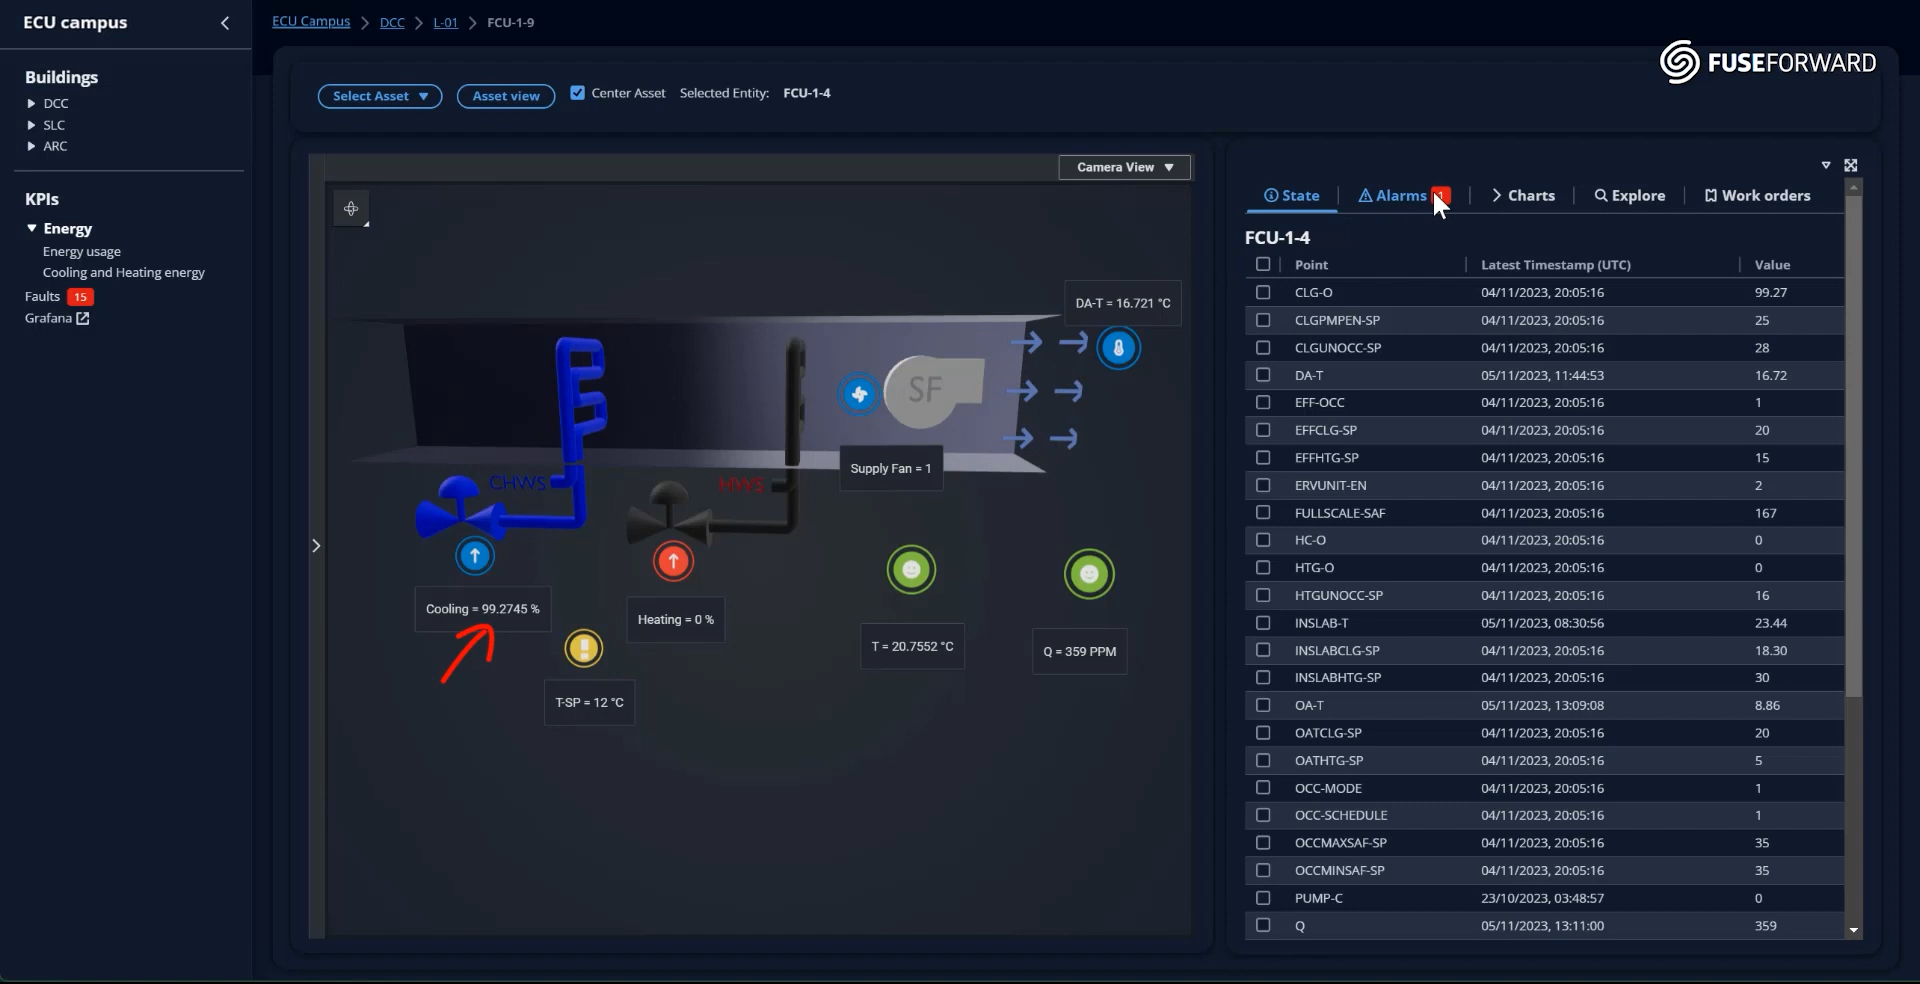 ECU campus
ECU Campus > DCC > L-01 > FCU-1-9
FUSEFORWARD
Buildings
DCC
SLC
ARC
KPIs
Energy
Energy usage
Cooling and Heating energy
Faults 15
Grafana
Select Asset
Asset view
Center Asset
Selected Entity: FCU-1-4
Camera View
DA-T = 16.721 °C
SF
CHWS
HWS
Supply Fan = 1
Cooling = 99.2745 %
Heating = 0 %
T = 20.7552 °C
Q = 359 PPM
T-SP = 12 °C
State
Alarms
Charts
Explore
Work orders
FCU-1-4
Point Latest Timestamp (UTC) Value
CLG-O 04/11/2023, 20:05:16 99.27
CLGPMPEN-SP 04/11/2023, 20:05:16 25
CLGUNOCC-SP 04/11/2023, 20:05:16 28
DA-T 05/11/2023, 11:44:53 16.72
EFF-OCC 04/11/2023, 20:05:16 1
EFFCLG-SP 04/11/2023, 20:05:16 20
EFFHTG-SP 04/11/2023, 20:05:16 15
ERVUNIT-EN 04/11/2023, 20:05:16 2
FULLSCALE-SAF 04/11/2023, 20:05:16 167
HC-O 04/11/2023, 20:05:16 0
HTG-O 04/11/2023, 20:05:16 0
HTGUNOCC-SP 04/11/2023, 20:05:16 16
INSLAB-T 05/11/2023, 08:30:56 23.44
INSLABCLG-SP 04/11/2023, 20:05:16 18.30
INSLABHTG-SP 04/11/2023, 20:05:16 30
OA-T 05/11/2023, 13:09:08 8.86
OATCLG-SP 04/11/2023, 20:05:16 20
OATHTG-SP 04/11/2023, 20:05:16 5
OCC-MODE 04/11/2023, 20:05:16 1
OCC-SCHEDULE 04/11/2023, 20:05:16 1
OCCMAXSAF-SP 04/11/2023, 20:05:16 35
OCCMINSAF-SP 04/11/2023, 20:05:16 35
PUMP-C 23/10/2023, 03:48:57 0
Q 05/11/2023, 13:11:00 359